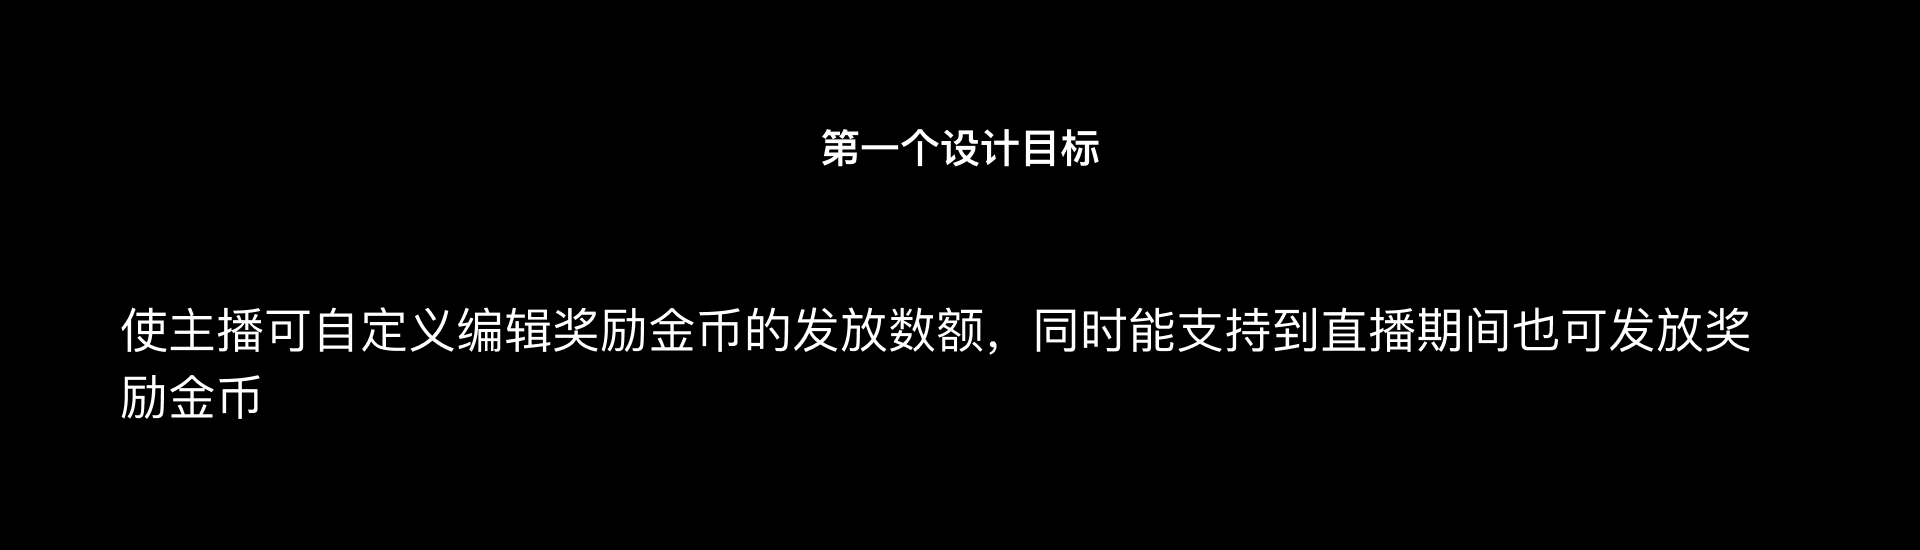 第一个设计目标
使主播可自定义编辑奖励金币的发放数额，同时能支持到直播期间也可发放奖
励金币